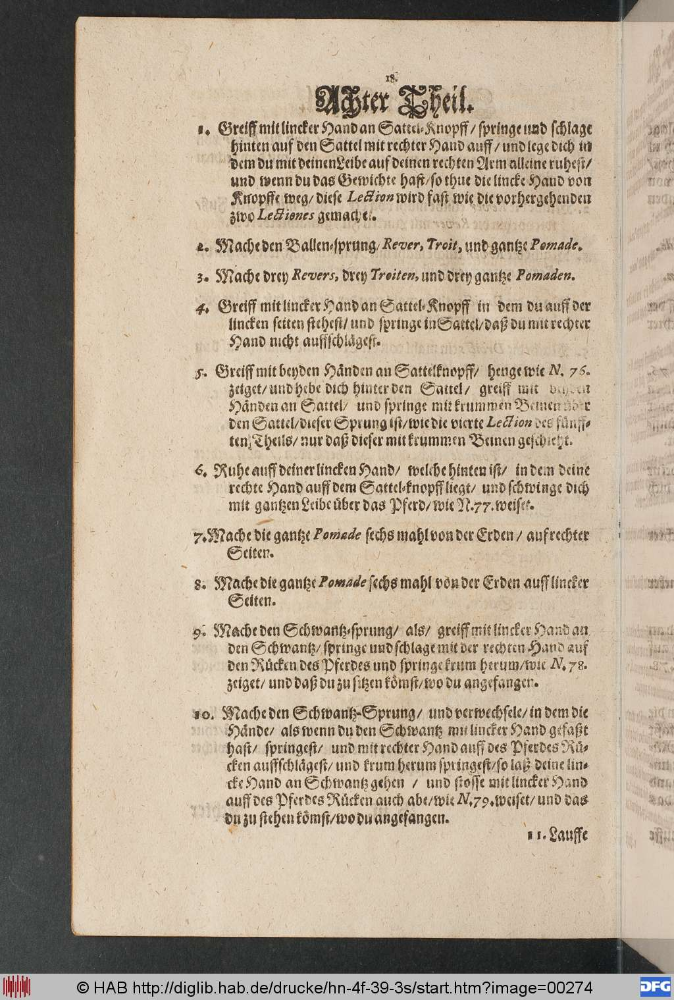 18.
Achter Theil.
1. Greiff mit lincker Hand an Sattel-Knopff / springe und schlage
hinten auf den Sattel mit rechter Hand auff / und lege dich in
dem du mit deinen Leibe auf deinen rechten Arm alleine ruhest/
und wenn du das Gewichte hast/so thue die lincke Hand von
Knopffe weg/ diese Lection wird fast wie die vorhergehenden
zwo Lectiones gemachet.
2. Mache den Ballen-sprung/Rever, Troit, und gantze Pomade.
3. Mache drey Revers, drey Troiten, und drey gantze Pomaden.
4. Greiff mit lincker Hand an Sattel-Knopff in dem du auff der
lincken seiten stehest/ und springe in Sattel/daß du mit rechter
Hand nicht auffschlägest.
5. Greiff mit beyden Händen an Sattelknopff/ henge wie N. 76.
zeiget/ und hebe dich hinter den Sattel/ greiff mit beyden
Händen an Sattel/ und springe mit krummen Beinen über
den Sattel/dieser Sprung ist/wie die vierte Lection des fünff-
ten Theils/ nur daß dieser mit krummen Beinen geschieht.
6. Ruhe auff deiner lincken Hand/ welche hinten ist/ in dem deine
rechte Hand auff dem Sattel-knopff liegt/ und schwinge dich
mit gantzen Leibe über das Pferd/ wie N.77. weiset.
7. Mache die gantze Pomade sechs mahl von der Erden / auf rechter
Seiten.
8. Mache die gantze Pomade sechs mahl von der Erden auff lincker
Seiten.
9. Mache den Schwantz-sprung/ als/ greiff mit lincker Hand an
den Schwantz/ springe und schlage mit der rechten Hand auf
den Rücken des Pferdes und springe krum herum/wie N. 78.
zeiget/ und daß du zu sitzen kömst/wo du angefangen.
10. Mache den Schwantz-Sprung/ und verwechsele/ in dem die
Hände/ als wenn du den Schwantz mit lincker Hand gefaßt
hast/ springest/ und mit rechter Hand auff des Pferdes Rü-
cken auffschlägest/ und krum herum springest/so laß deine lin-
cke Hand an Schwantz gehen / und stosse mit lincker Hand
auff des Pferdes Rücken auch abe/wie N.79. weiset/ und das
du zu stehen kömst/wo du angefangen.
11. Lauffe
© HAB http://diglib.hab.de/drucke/hn-4f-39-3s/start.htm?image=00274
DFG